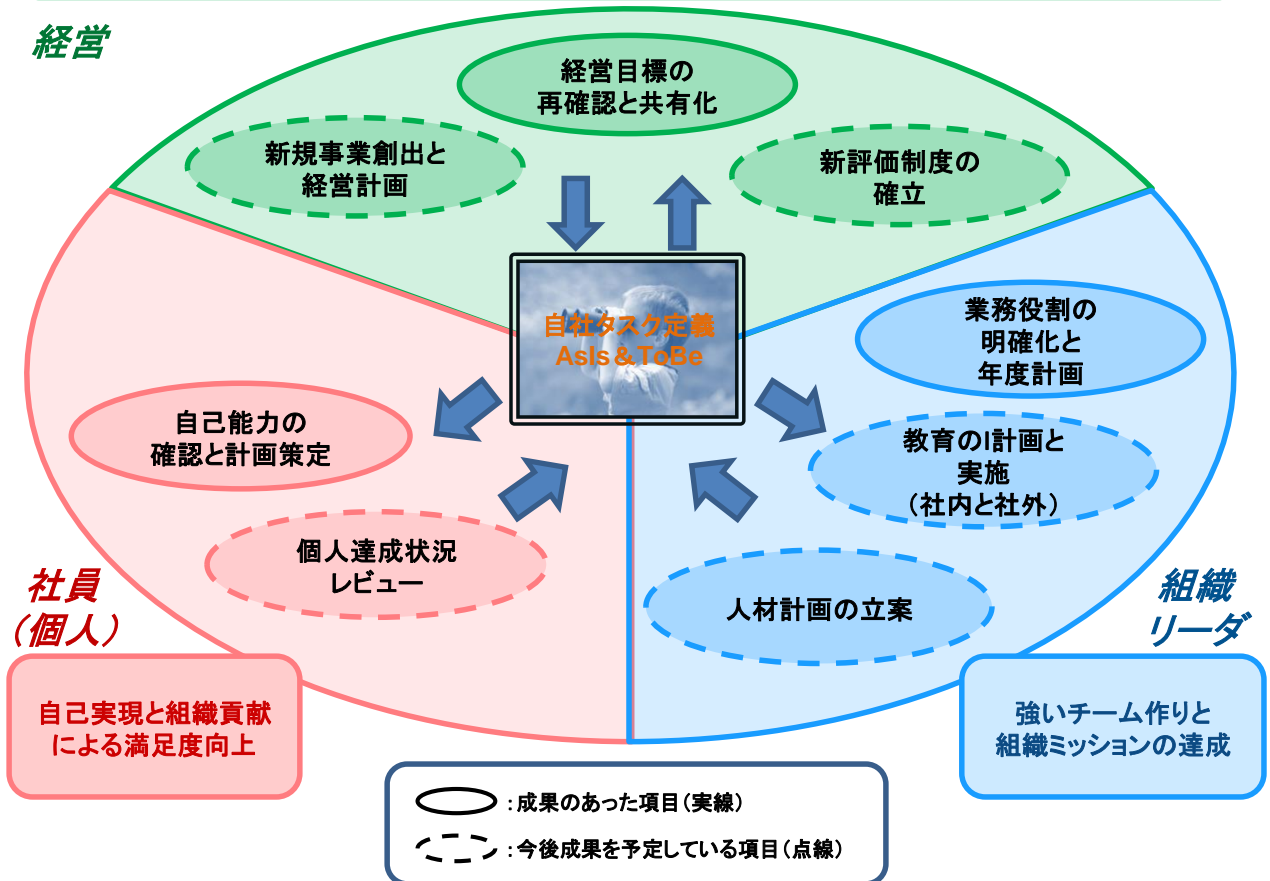 経営
経営目標の
再確認と共有化
新規事業創出と
経営計画
新評価制度の
確立
自社タスク定義
AsIs＆ToBe
業務役割の
明確化と
年度計画
教育のI計画と
実施
（社内と社外）
人材計画の立案
自己能力の
確認と計画策定
個人達成状況
レビュー
社員
（個人）
自己実現と組織貢献
による満足度向上
組織
リーダ
強いチーム作りと
組織ミッションの達成
：成果のあった項目（実線）
：今後成果を予定している項目（点線）